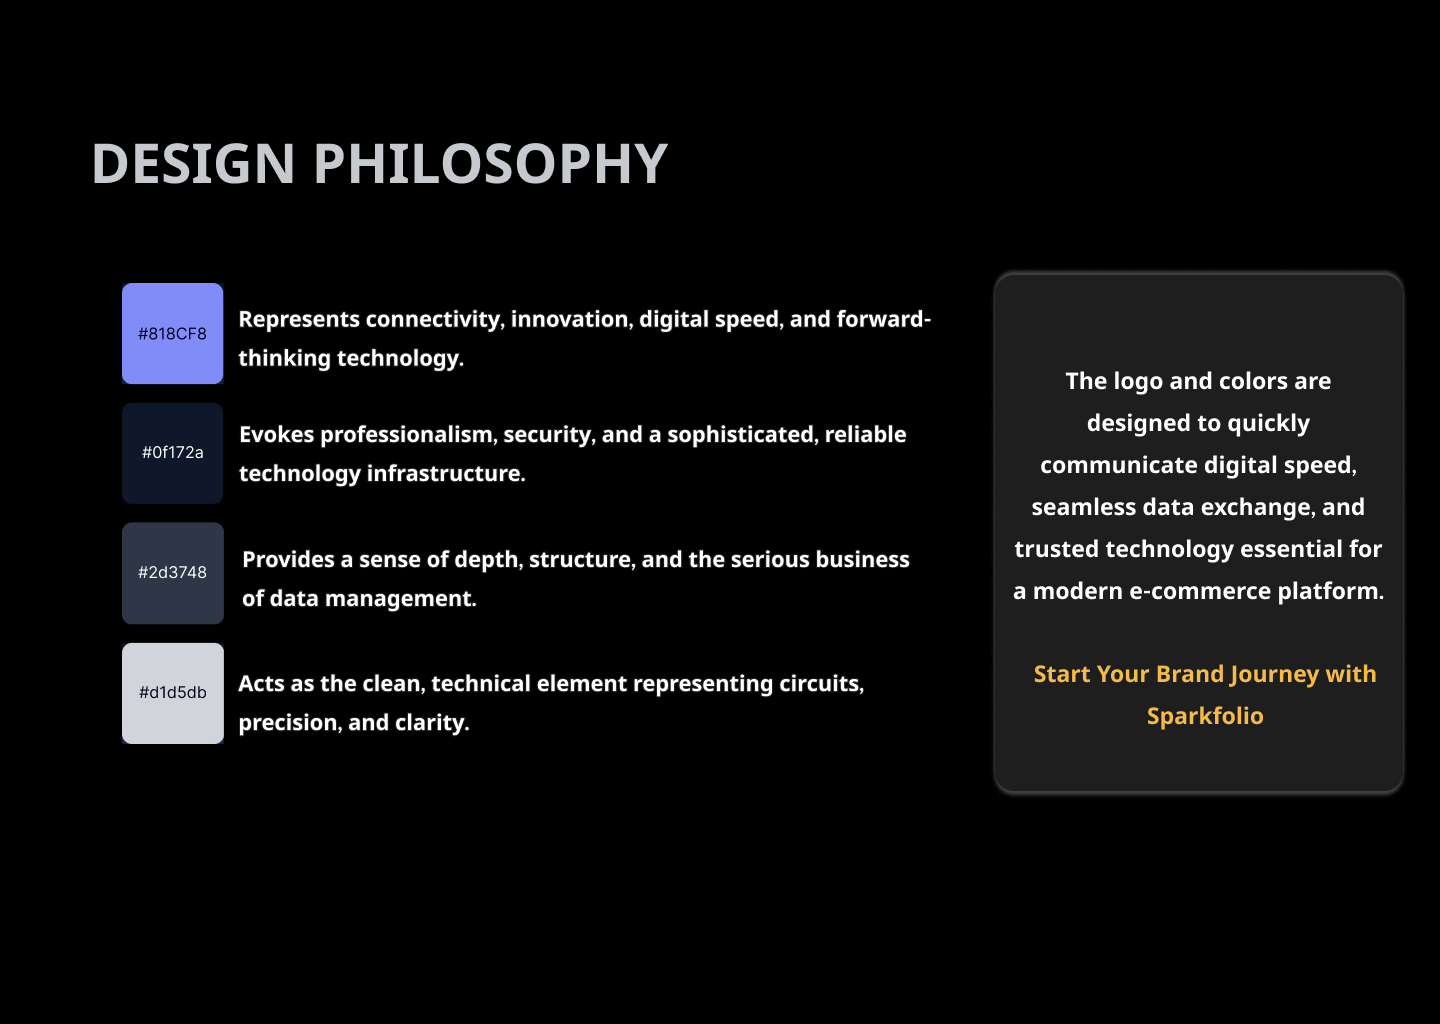 DESIGN PHILOSOPHY
#818CF8
Represents connectivity, innovation, digital speed, and forward-
thinking technology.
#0f172a
Evokes professionalism, security, and a sophisticated, reliable
technology infrastructure.
#2d3748
Provides a sense of depth, structure, and the serious business
of data management.
#d1d5db
Acts as the clean, technical element representing circuits,
precision, and clarity.
The logo and colors are
designed to quickly
communicate digital speed,
seamless data exchange, and
trusted technology essential for
a modern e-commerce platform.
Start Your Brand Journey with
Sparkfolio